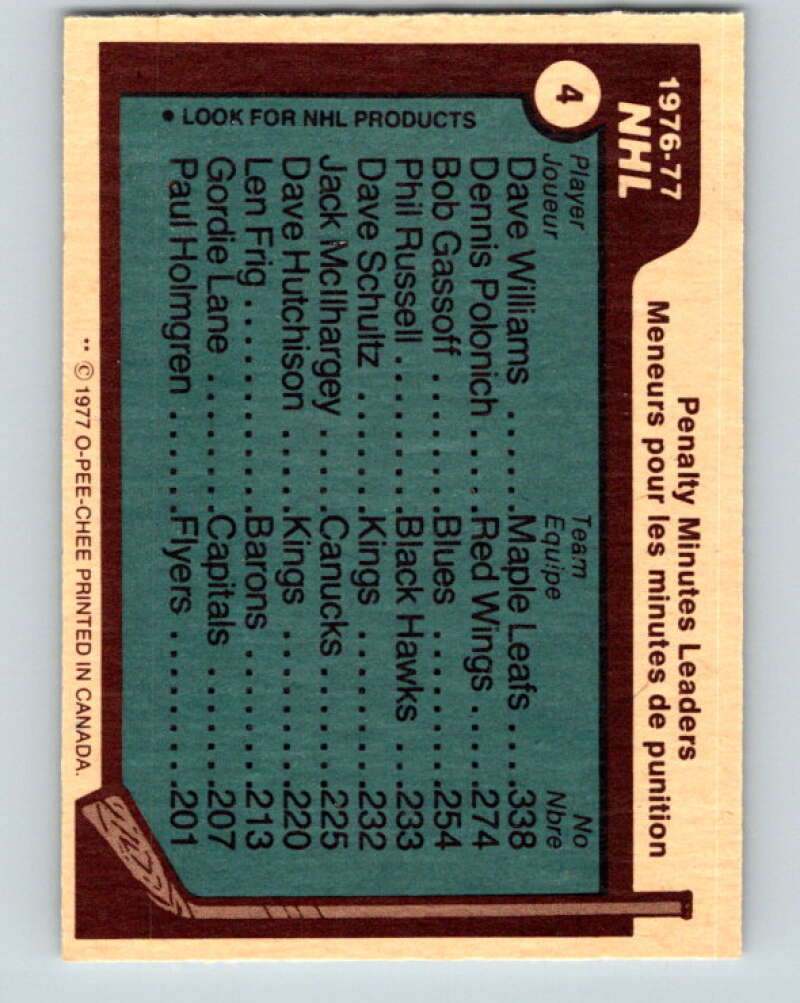 1976-77
NHL
Penalty Minutes Leaders
Meneurs pour les minutes de punition
4
Player Team No
Joueur Equipe Nbre
Dave Williams.....Maple Leafs...338
Dennis Polonich....Red Wings....274
Bob Gassoff.......Blues........254
Phil Russell........Black Hawks..233
Dave Schultz......Kings.........232
Jack McIlhargey....Canucks......225
Dave Hutchison....Kings.........220
Len Frig..........Barons........213
Gordie Lane.......Capitals......207
Paul Holmgren.....Flyers........201
• LOOK FOR NHL PRODUCTS
** © 1977 O-PEE-CHEE PRINTED IN CANADA.